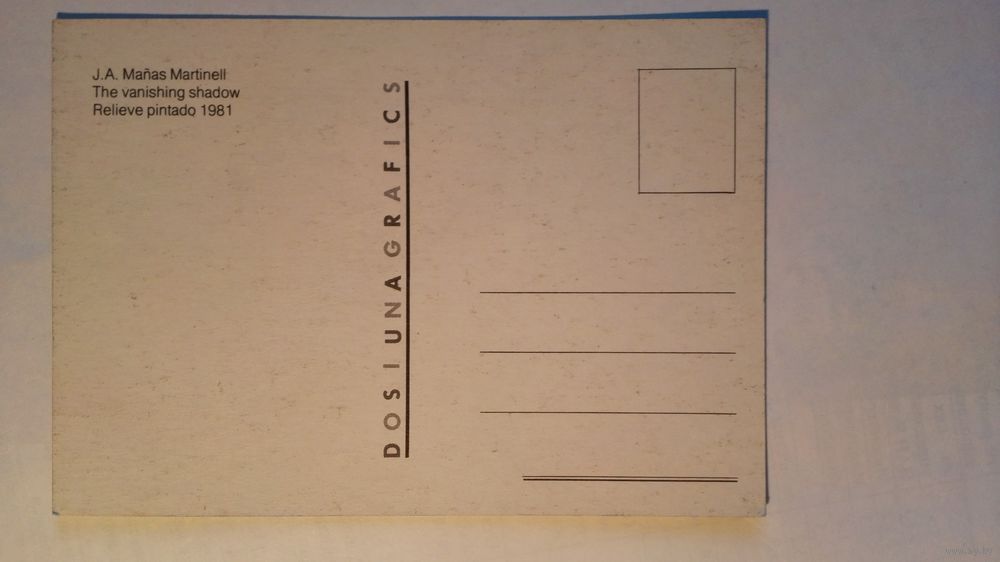 J.A. Mañas Martinell
The vanishing shadow
Relieve pintado 1981
DOSIUNAGRAFICS